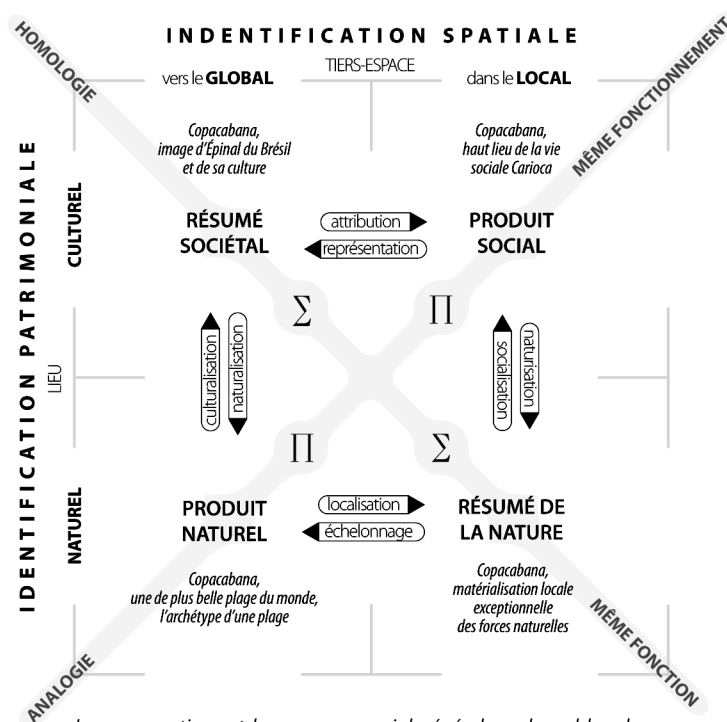 INDENTIFICATION SPATIALE
HOMOLOGIE
vers le GLOBAL
TIERS-ESPACE
dans le LOCAL
MÊME FONCTIONNEMENT
Copacabana,
image d'Épinal du Brésil
et de sa culture
Copacabana,
haut lieu de la vie
sociale Carioca
IDENTIFICATION PATRIMONIALE
CULTUREL
RÉSUMÉ
SOCIÉTAL
attribution
représentation
PRODUIT
SOCIAL
Σ
Π
LIEU
culturalisation
naturalisation
socialisation
naturisation
Π
Σ
NATUREL
PRODUIT
NATUREL
localisation
échelonnage
RÉSUMÉ DE
LA NATURE
Copacabana,
une de plus belle plage du monde,
l'archétype d'une plage
Copacabana,
matérialisation locale
exceptionnelle
des forces naturelles
ANALOGIE
MÊME FONCTION